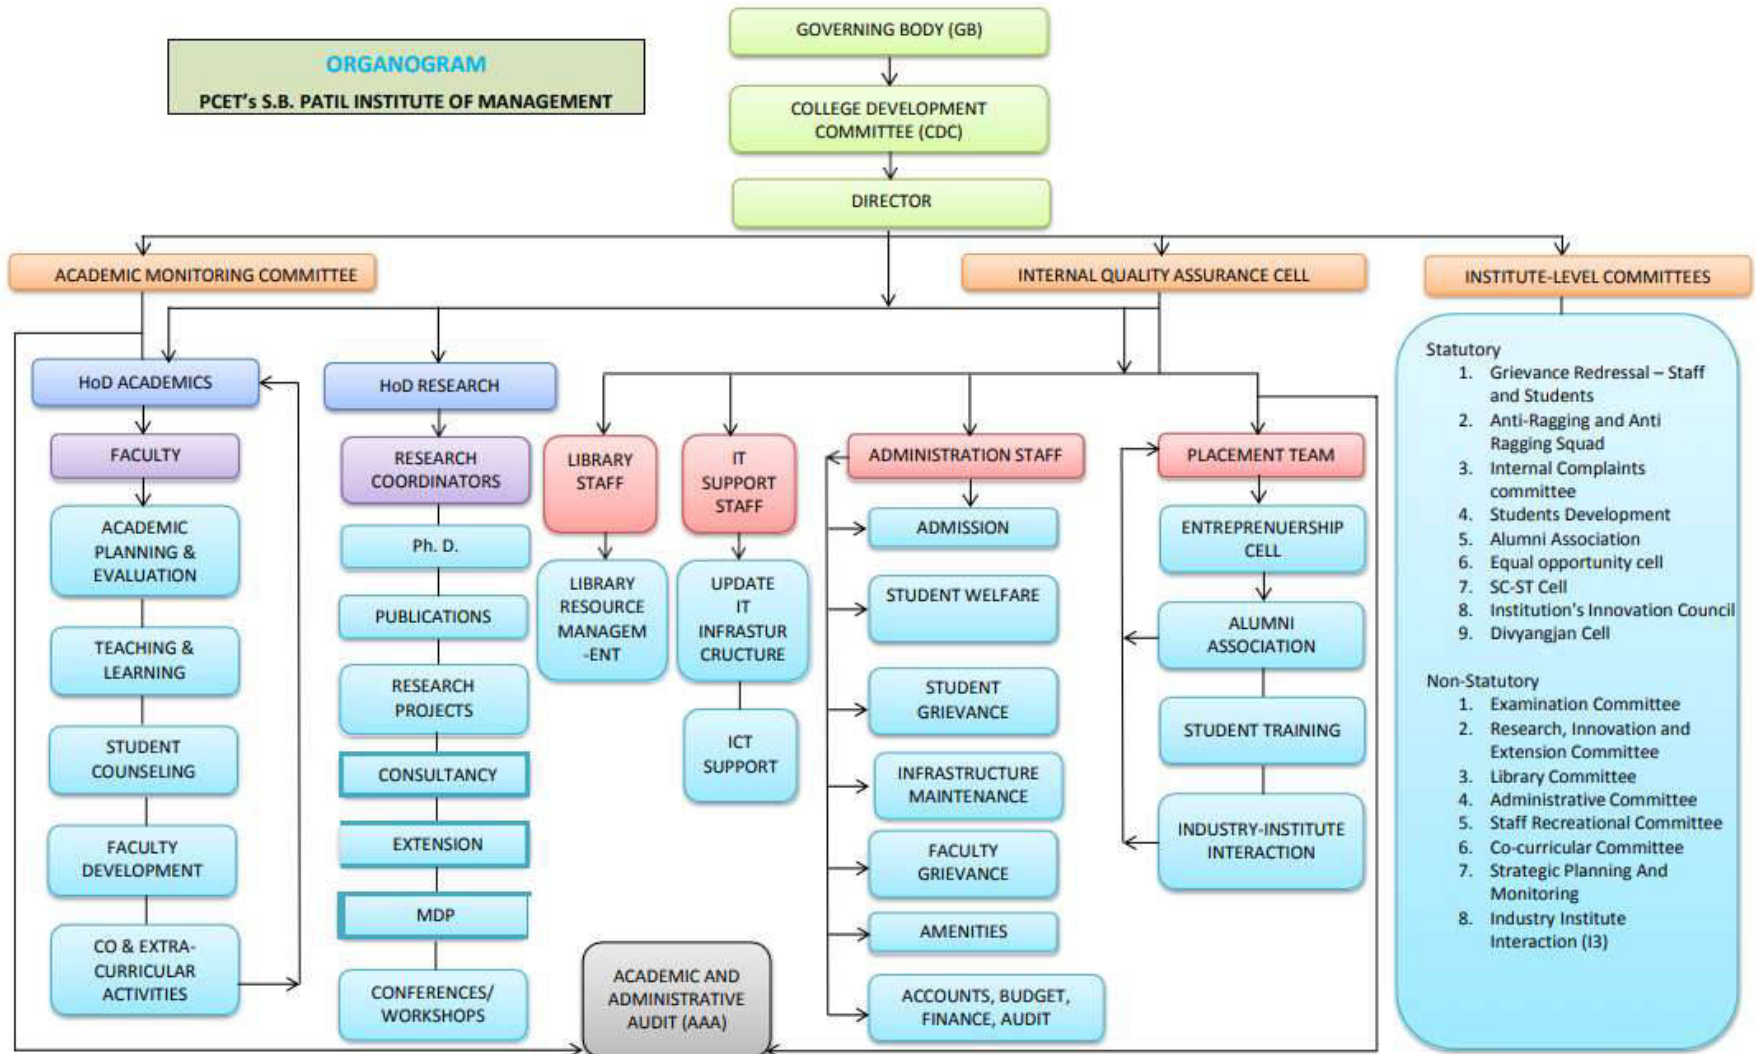 ORGANOGRAM
PCET's S.B. PATIL INSTITUTE OF MANAGEMENT
GOVERNING BODY (GB)
COLLEGE DEVELOPMENT
COMMITTEE (CDC)
DIRECTOR
ACADEMIC MONITORING COMMITTEE
INTERNAL QUALITY ASSURANCE CELL
INSTITUTE-LEVEL COMMITTEES
HoD ACADEMICS
FACULTY
ACADEMIC
PLANNING &
EVALUATION
TEACHING &
LEARNING
STUDENT
COUNSELING
FACULTY
DEVELOPMENT
CO & EXTRA-
CURRICULAR
ACTIVITIES
HoD RESEARCH
RESEARCH
COORDINATORS
Ph. D.
PUBLICATIONS
RESEARCH
PROJECTS
CONSULTANCY
EXTENSION
MDP
CONFERENCES/
WORKSHOPS
LIBRARY
STAFF
LIBRARY
RESOURCE
MANAGEM
-ENT
IT
SUPPORT
STAFF
UPDATE
IT
INFRASTUR
CRUCTURE
ICT
SUPPORT
ACADEMIC AND
ADMINISTRATIVE
AUDIT (AAA)
ADMINISTRATION STAFF
ADMISSION
STUDENT WELFARE
STUDENT
GRIEVANCE
INFRASTRUCTURE
MAINTENANCE
FACULTY
GRIEVANCE
AMENITIES
ACCOUNTS, BUDGET,
FINANCE, AUDIT
PLACEMENT TEAM
ENTREPRENUERSHIP
CELL
ALUMNI
ASSOCIATION
STUDENT TRAINING
INDUSTRY-INSTITUTE
INTERACTION
Statutory
1. Grievance Redressal – Staff
and Students
2. Anti-Ragging and Anti
Ragging Squad
3. Internal Complaints
committee
4. Students Development
5. Alumni Association
6. Equal opportunity cell
7. SC-ST Cell
8. Institution's Innovation Council
9. Divyangjan Cell
Non-Statutory
1. Examination Committee
2. Research, Innovation and
Extension Committee
3. Library Committee
4. Administrative Committee
5. Staff Recreational Committee
6. Co-curricular Committee
7. Strategic Planning And
Monitoring
8. Industry Institute
Interaction (I3)